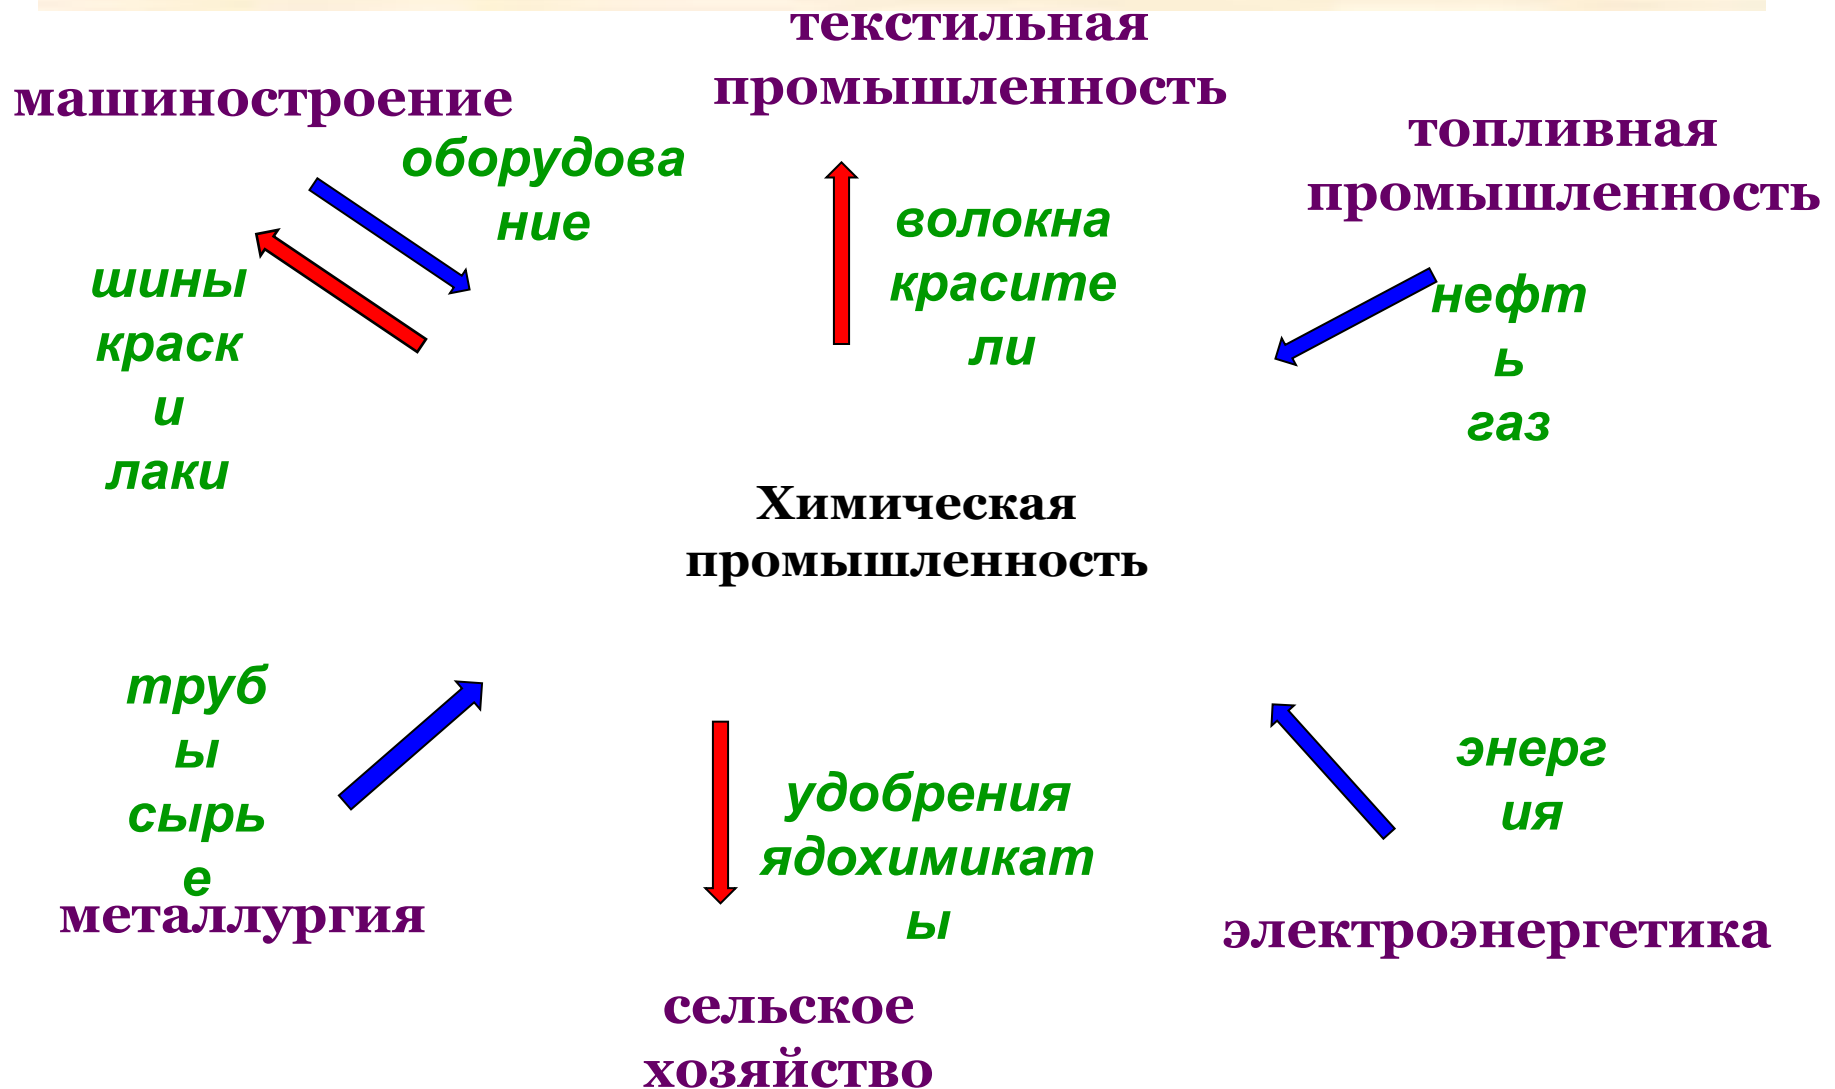 текстильная
промышленность
машиностроение
оборудова
ние
топливная
промышленность
волокна
красите
ли
шины
краск
и
лаки
нефт
ь
газ
Химическая
промышленность
труб
ы
сырь
е
металлургия
удобрения
ядохимикат
ы
энерг
ия
электроэнергетика
сельское
хозяйство